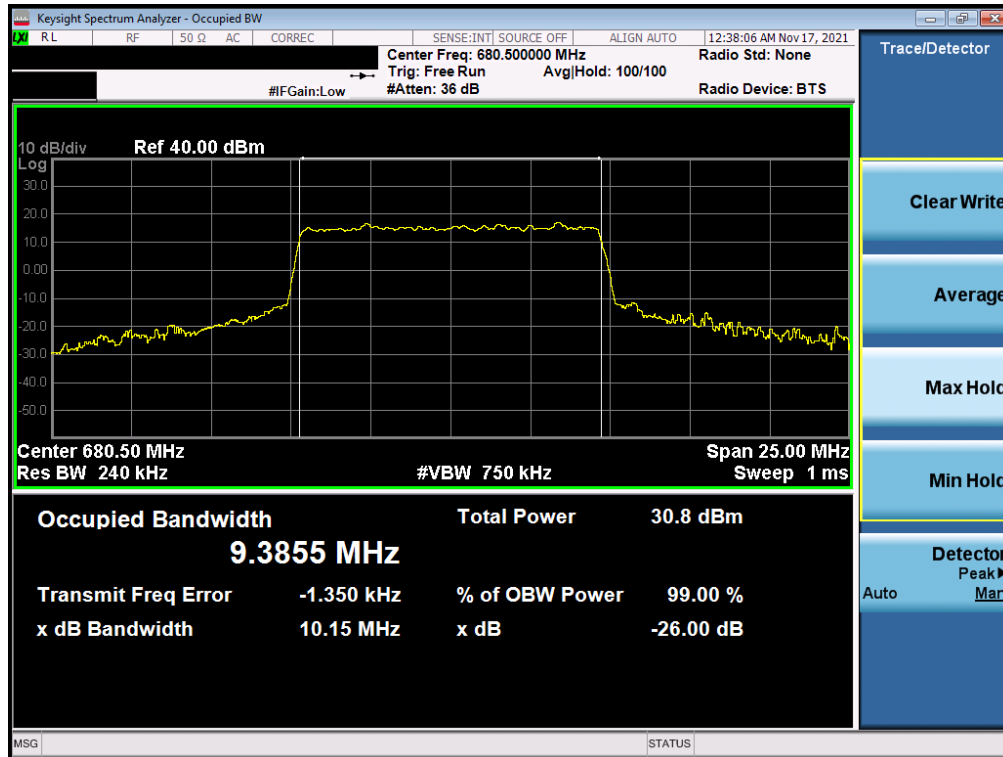 Keysight Spectrum Analyzer - Occupied BW
LXI RL RF 50 Ω AC CORREC SENSE:INT SOURCE OFF ALIGN AUTO 12:38:06 AM Nov 17, 2021
Center Freq: 680.500000 MHz Radio Std: None
Trig: Free Run Avg|Hold: 100/100
#IFGain:Low #Atten: 36 dB Radio Device: BTS
Trace/Detector
10 dB/div Ref 40.00 dBm
Log
30.0
20.0
10.0
0.00
-10.0
-20.0
-30.0
-40.0
-50.0
Center 680.50 MHz Span 25.00 MHz
Res BW 240 kHz #VBW 750 kHz Sweep 1 ms
Occupied Bandwidth Total Power 30.8 dBm
9.3855 MHz
Transmit Freq Error -1.350 kHz % of OBW Power 99.00 %
x dB Bandwidth 10.15 MHz x dB -26.00 dB
Clear Write
Average
Max Hold
Min Hold
Detector
Peak
Auto Man
MSG STATUS